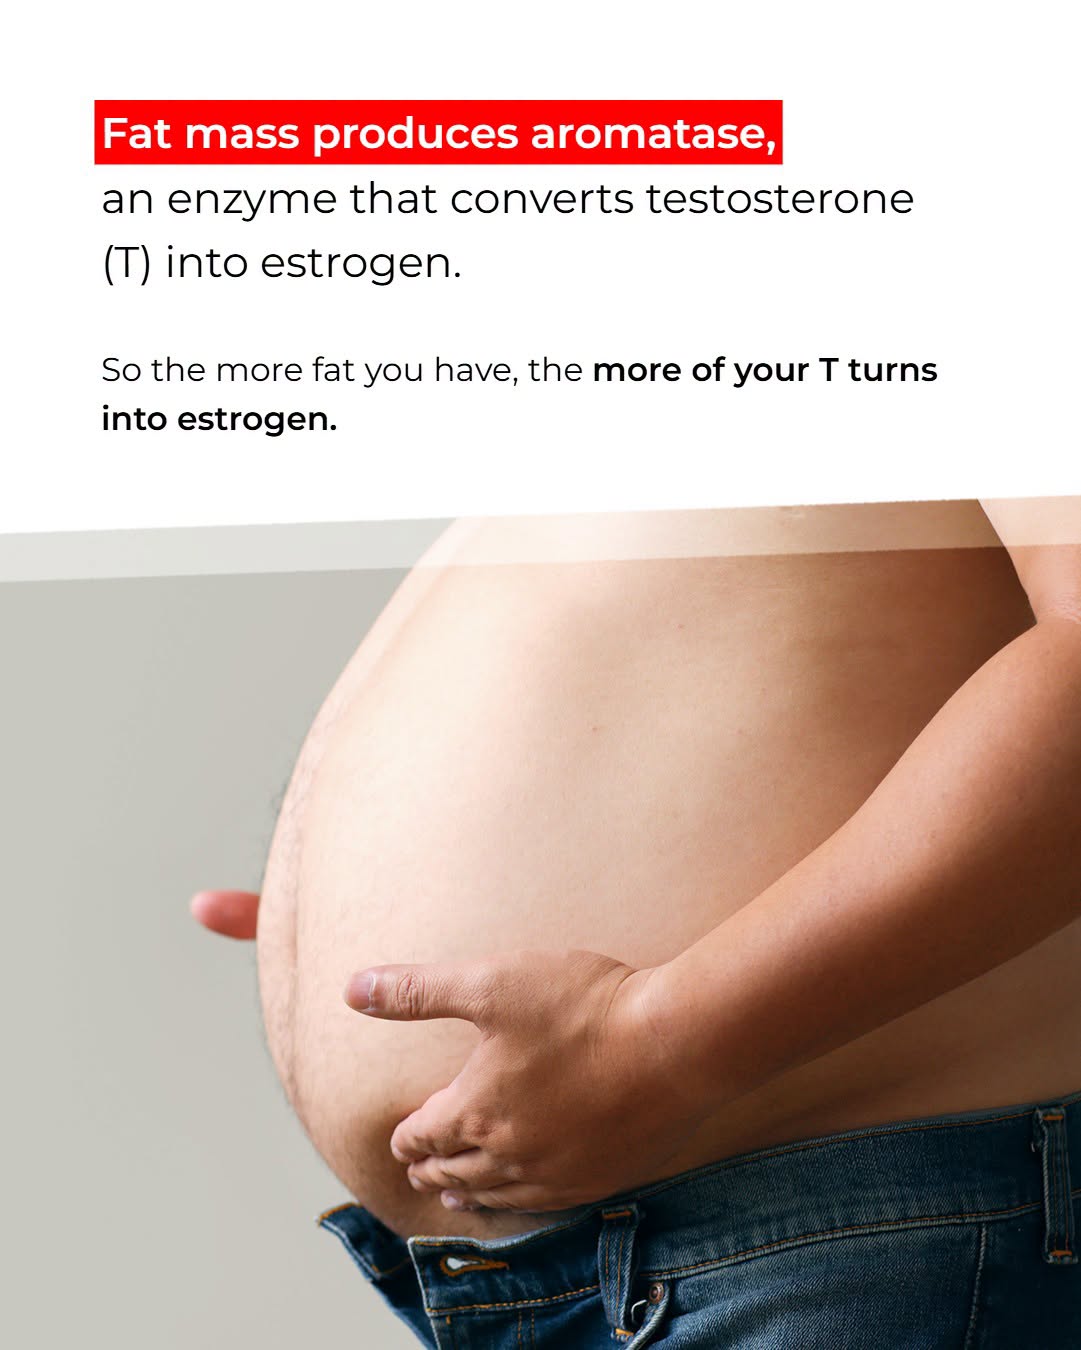 Fat mass produces aromatase,
an enzyme that converts testosterone
(T) into estrogen.
So the more fat you have, the more of your T turns
into estrogen.